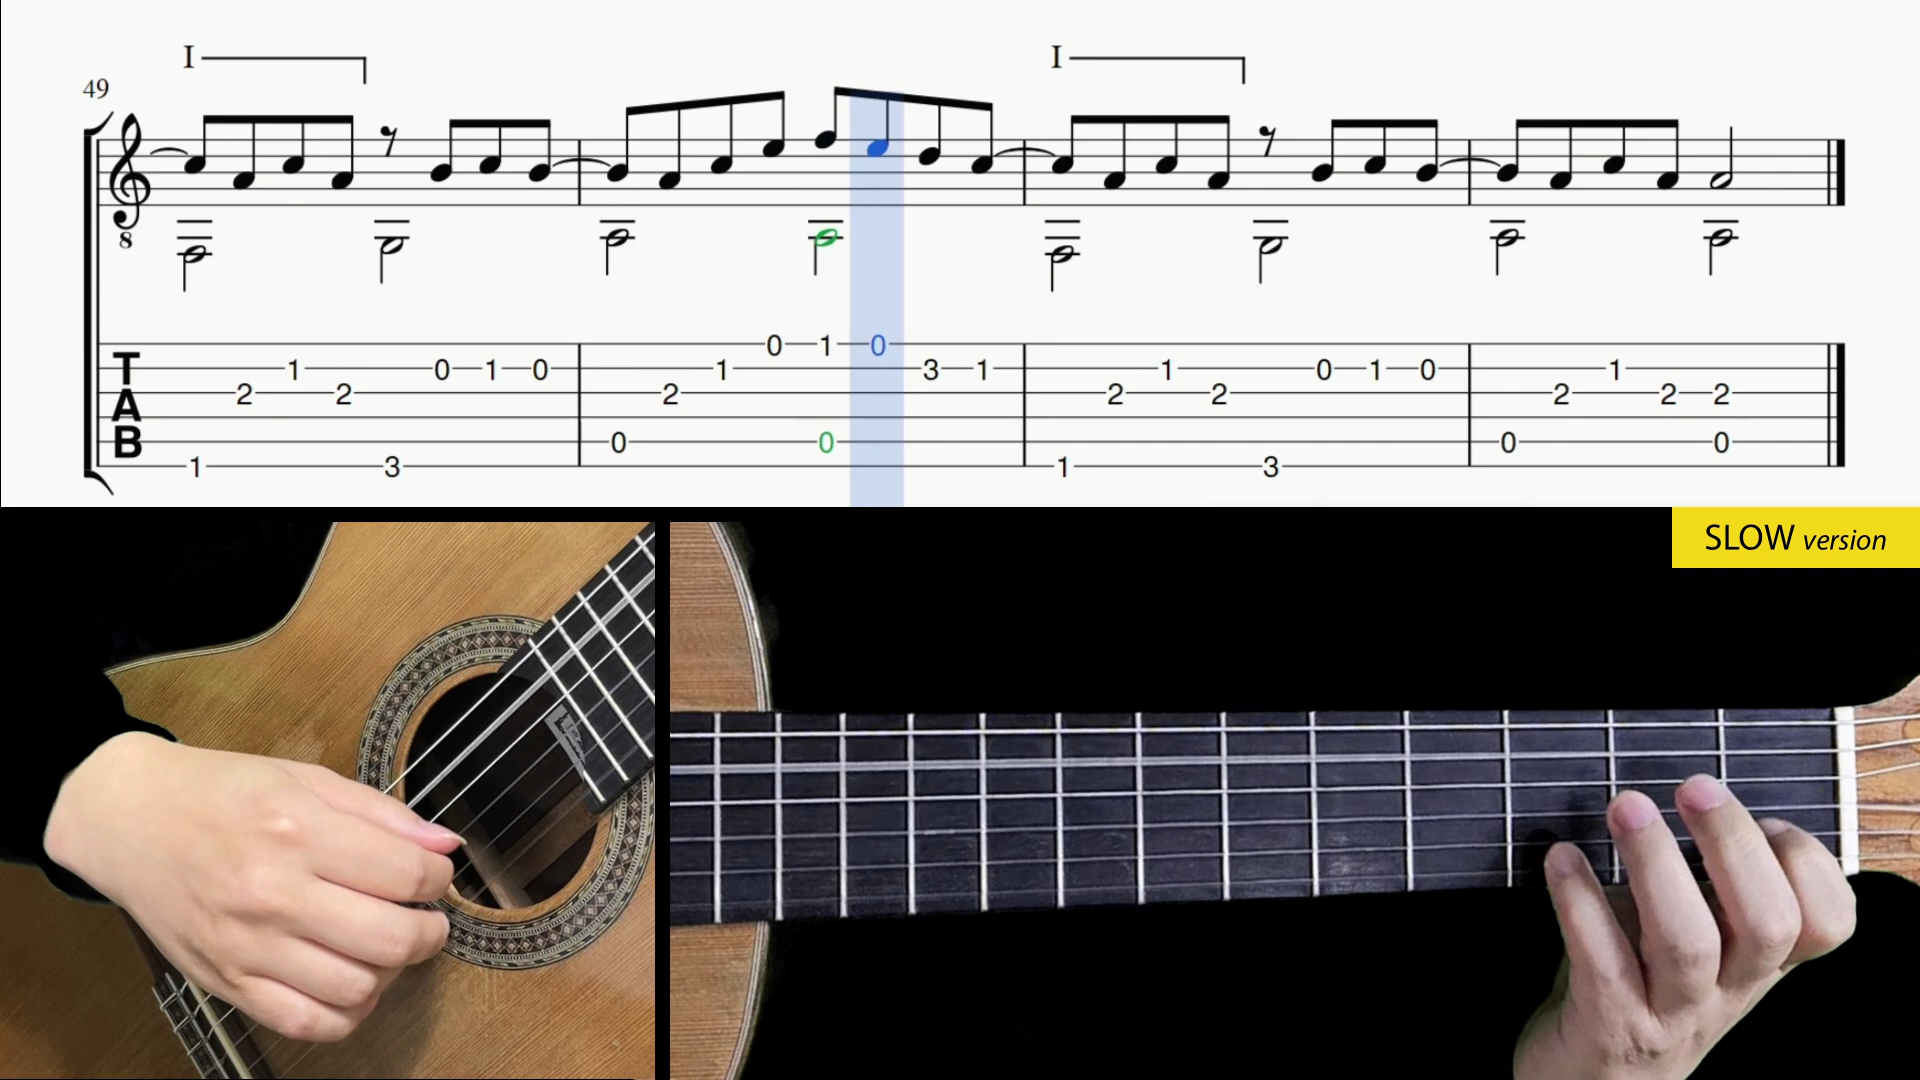 I I
49
8
0 1 0
T 1 0 1 0 1 3 1 1 0 1 0 1
A 2 2 2 2 2 2 2 2
B 0 0 0 0
1 3 1 3
SLOW version